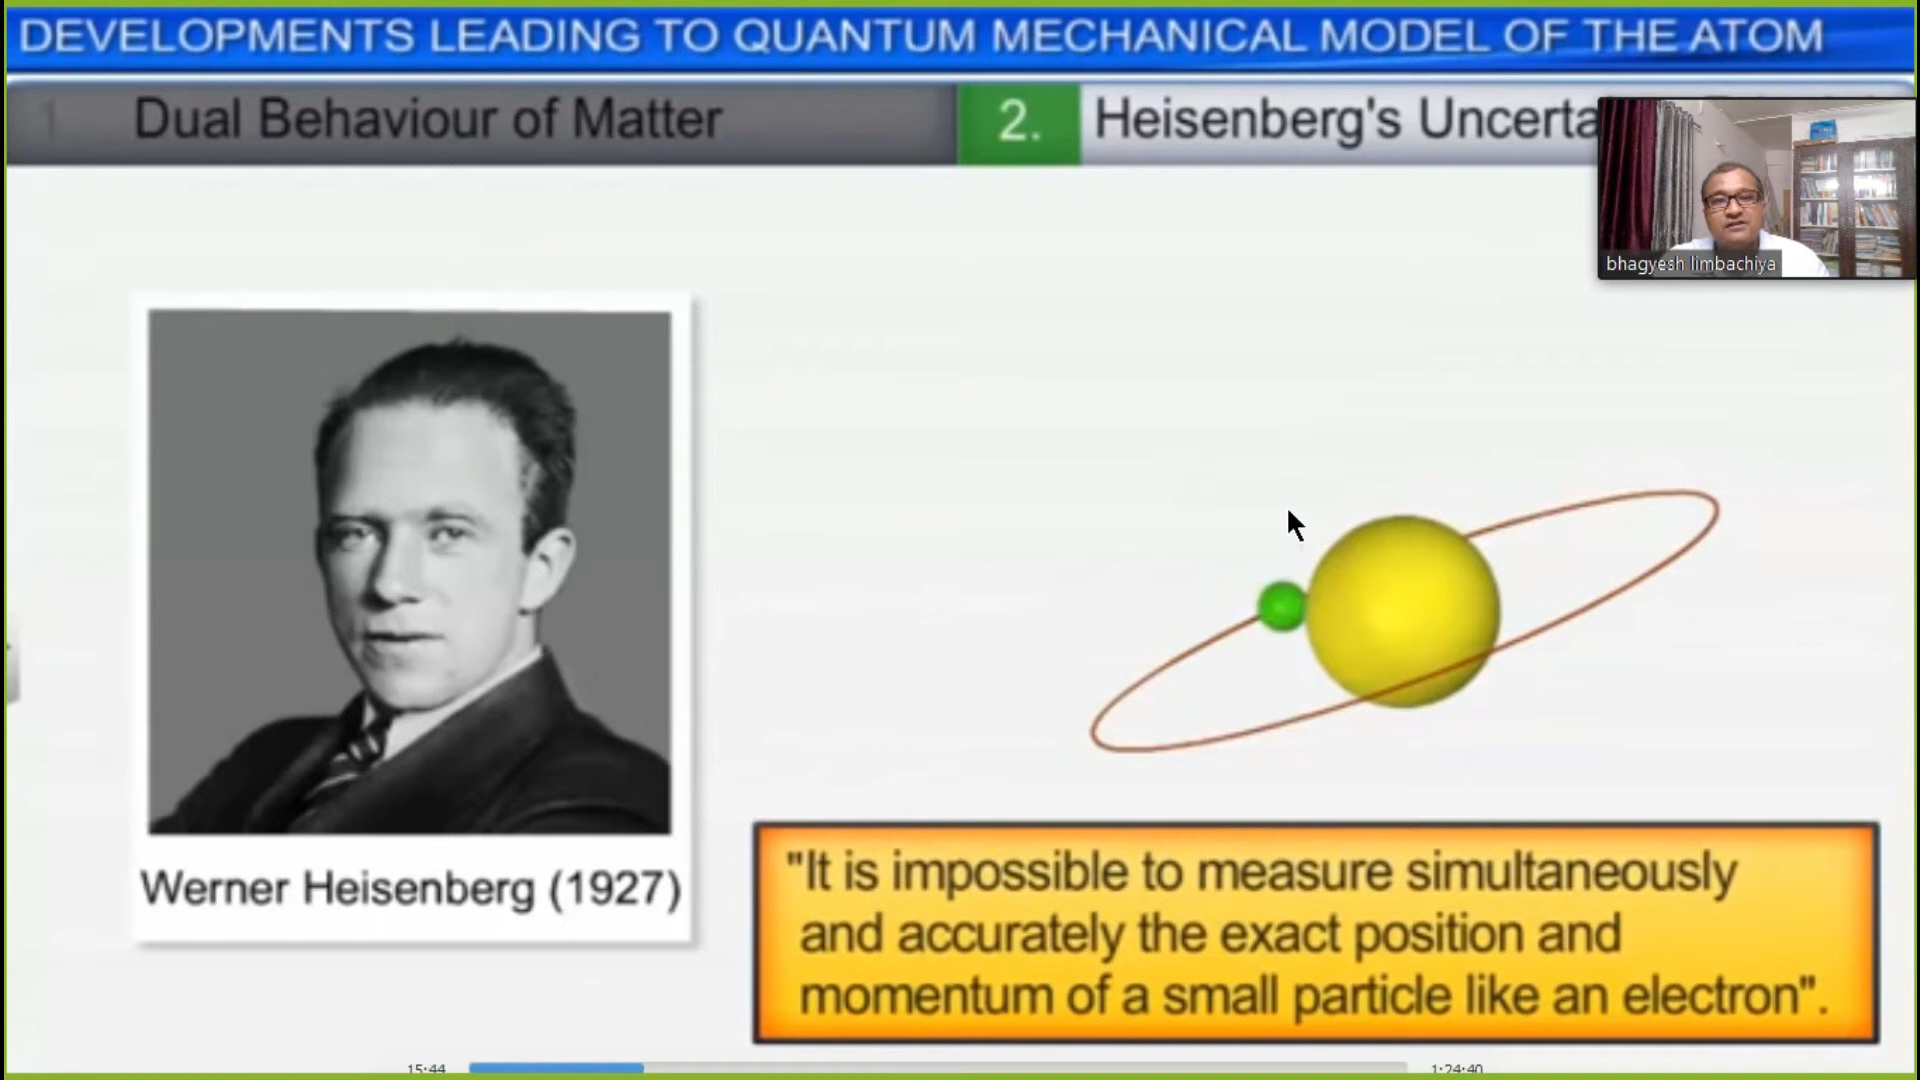 DEVELOPMENTS LEADING TO QUANTUM MECHANICAL MODEL OF THE ATOM
1 Dual Behaviour of Matter
2. Heisenberg's Uncerta
bhagyesh limbachiya
Werner Heisenberg (1927)
"It is impossible to measure simultaneously
and accurately the exact position and
momentum of a small particle like an electron".
15:44
1:24:40